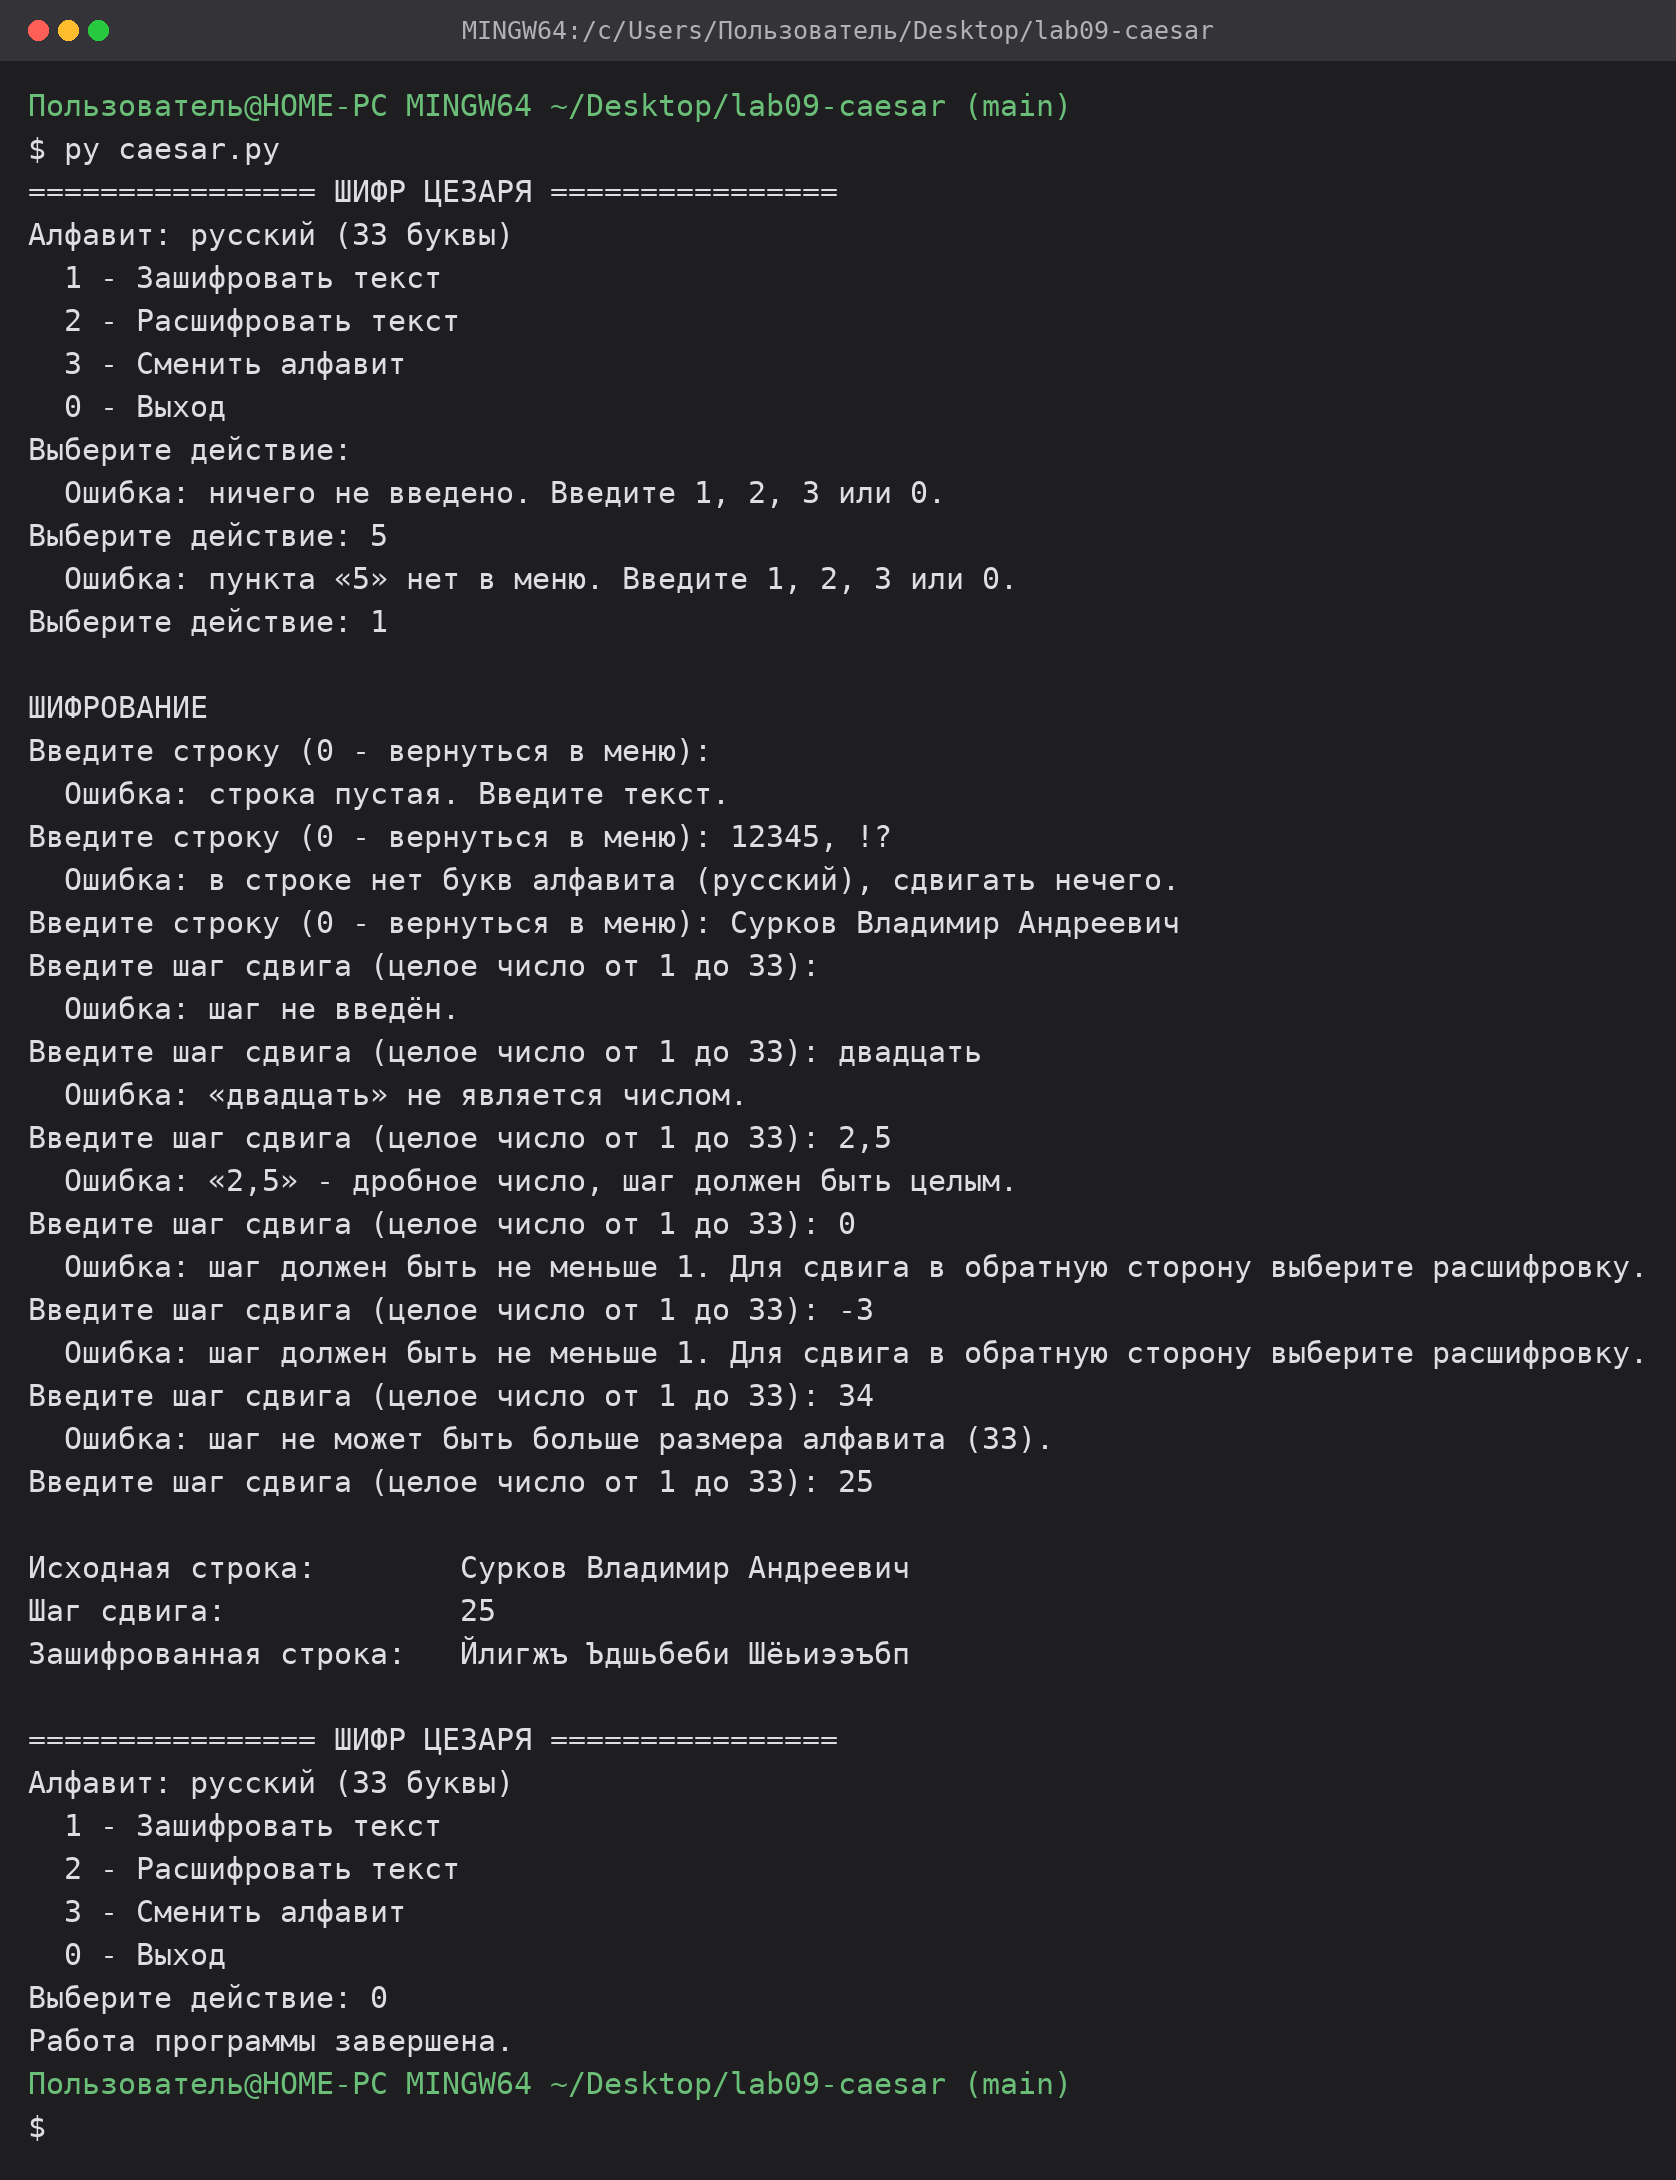 MINGW64:/c/Users/Пользователь/Desktop/lab09-caesar
Пользователь@HOME-PC MINGW64 ~/Desktop/lab09-caesar (main)
$ py caesar.py
================ ШИФР ЦЕЗАРЯ ================
Алфавит: русский (33 буквы)
  1 - Зашифровать текст
  2 - Расшифровать текст
  3 - Сменить алфавит
  0 - Выход
Выберите действие:
  Ошибка: ничего не введено. Введите 1, 2, 3 или 0.
Выберите действие: 5
  Ошибка: пункта «5» нет в меню. Введите 1, 2, 3 или 0.
Выберите действие: 1

ШИФРОВАНИЕ
Введите строку (0 - вернуться в меню):
  Ошибка: строка пустая. Введите текст.
Введите строку (0 - вернуться в меню): 12345, !?
  Ошибка: в строке нет букв алфавита (русский), сдвигать нечего.
Введите строку (0 - вернуться в меню): Сурков Владимир Андреевич
Введите шаг сдвига (целое число от 1 до 33):
  Ошибка: шаг не введён.
Введите шаг сдвига (целое число от 1 до 33): двадцать
  Ошибка: «двадцать» не является числом.
Введите шаг сдвига (целое число от 1 до 33): 2,5
  Ошибка: «2,5» - дробное число, шаг должен быть целым.
Введите шаг сдвига (целое число от 1 до 33): 0
  Ошибка: шаг должен быть не меньше 1. Для сдвига в обратную сторону выберите расшифровку.
Введите шаг сдвига (целое число от 1 до 33): -3
  Ошибка: шаг должен быть не меньше 1. Для сдвига в обратную сторону выберите расшифровку.
Введите шаг сдвига (целое число от 1 до 33): 34
  Ошибка: шаг не может быть больше размера алфавита (33).
Введите шаг сдвига (целое число от 1 до 33): 25

Исходная строка:        Сурков Владимир Андреевич
Шаг сдвига:             25
Зашифрованная строка:   Йлигжъ Ъдшьбеби Шёьиээъбп

================ ШИФР ЦЕЗАРЯ ================
Алфавит: русский (33 буквы)
  1 - Зашифровать текст
  2 - Расшифровать текст
  3 - Сменить алфавит
  0 - Выход
Выберите действие: 0
Работа программы завершена.
Пользователь@HOME-PC MINGW64 ~/Desktop/lab09-caesar (main)
$